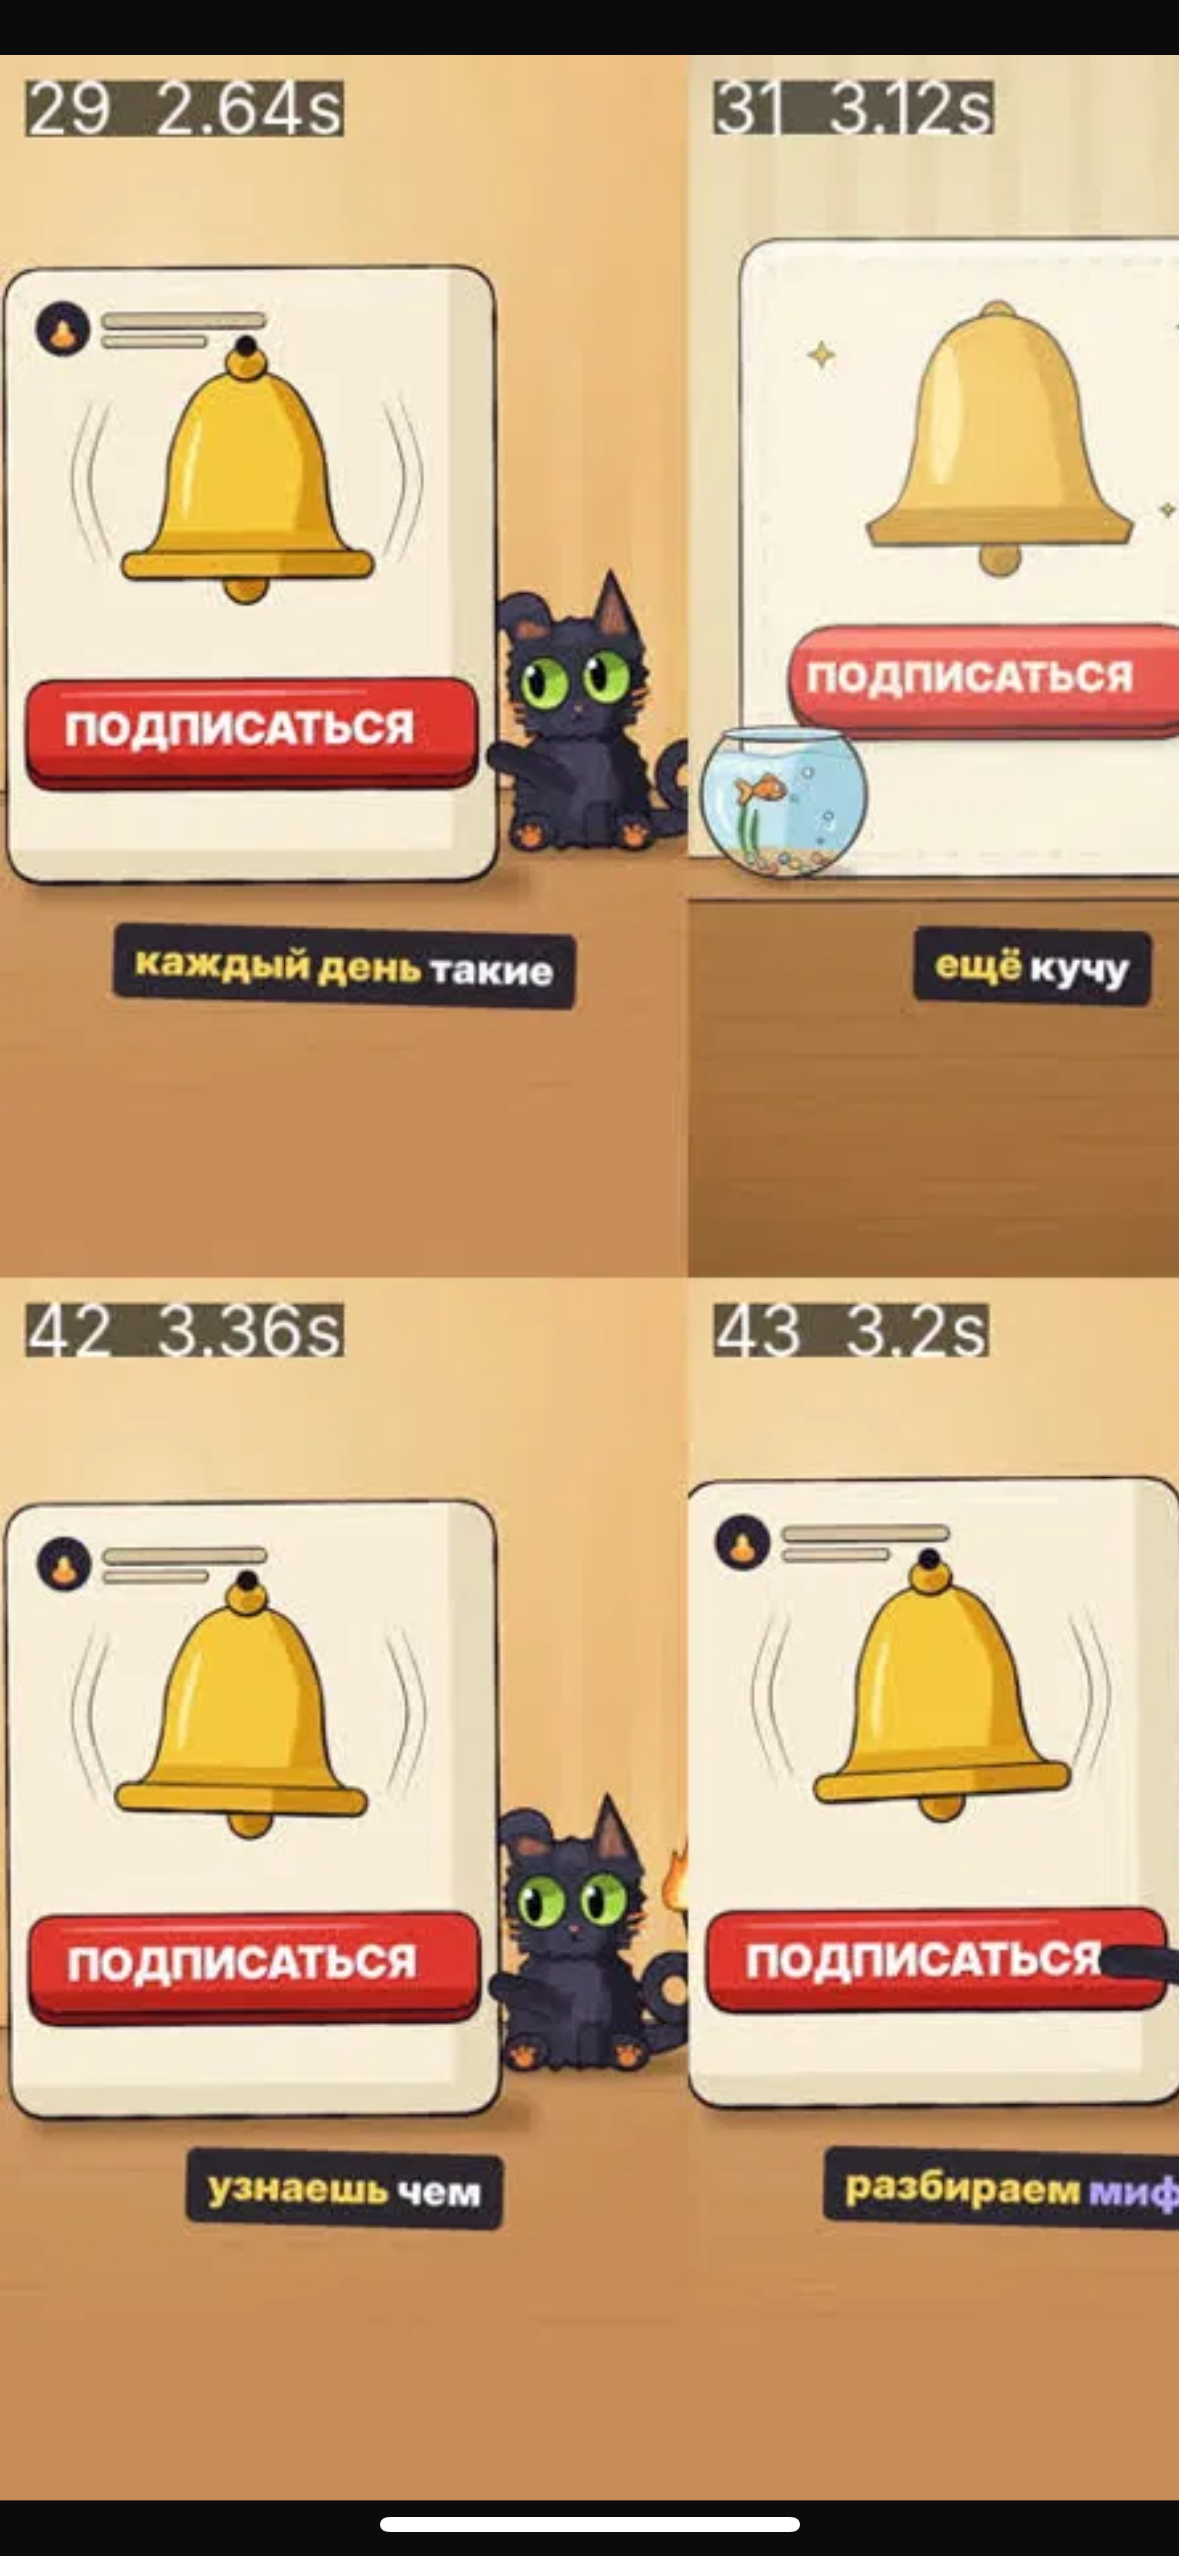 29 2.64s
31 3.12s
ПОДПИСАТЬСЯ
ПОДПИСАТЬСЯ
каждый день такие
ещё кучу
42 3.36s
43 3.2s
ПОДПИСАТЬСЯ
ПОДПИСАТЬСЯ
узнаешь чем
разбираем миф